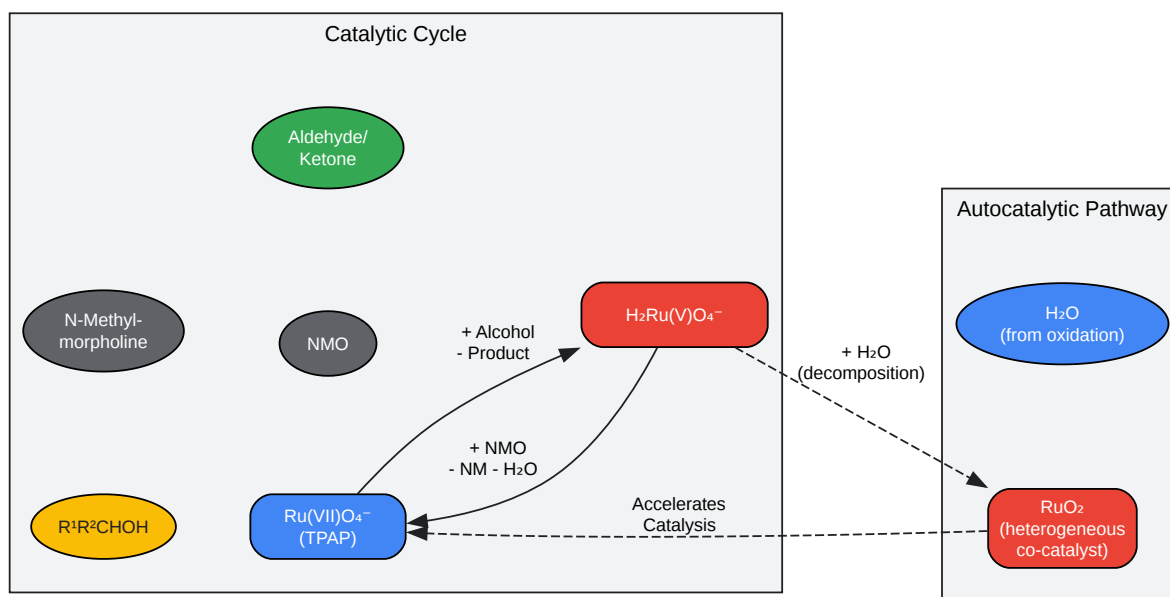 Catalytic Cycle
Aldehyde/
Ketone
Autocatalytic Pathway
N-Methyl-
morpholine
NMO
+ Alcohol
- Product
H₂Ru(V)O₄⁻
H₂O
(from oxidation)
+ H₂O
(decomposition)
+ NMO
- NM - H₂O
R¹R²CHOH
Ru(VII)O₄⁻
(TPAP)
Accelerates
Catalysis
RuO₂
(heterogeneous
co-catalyst)